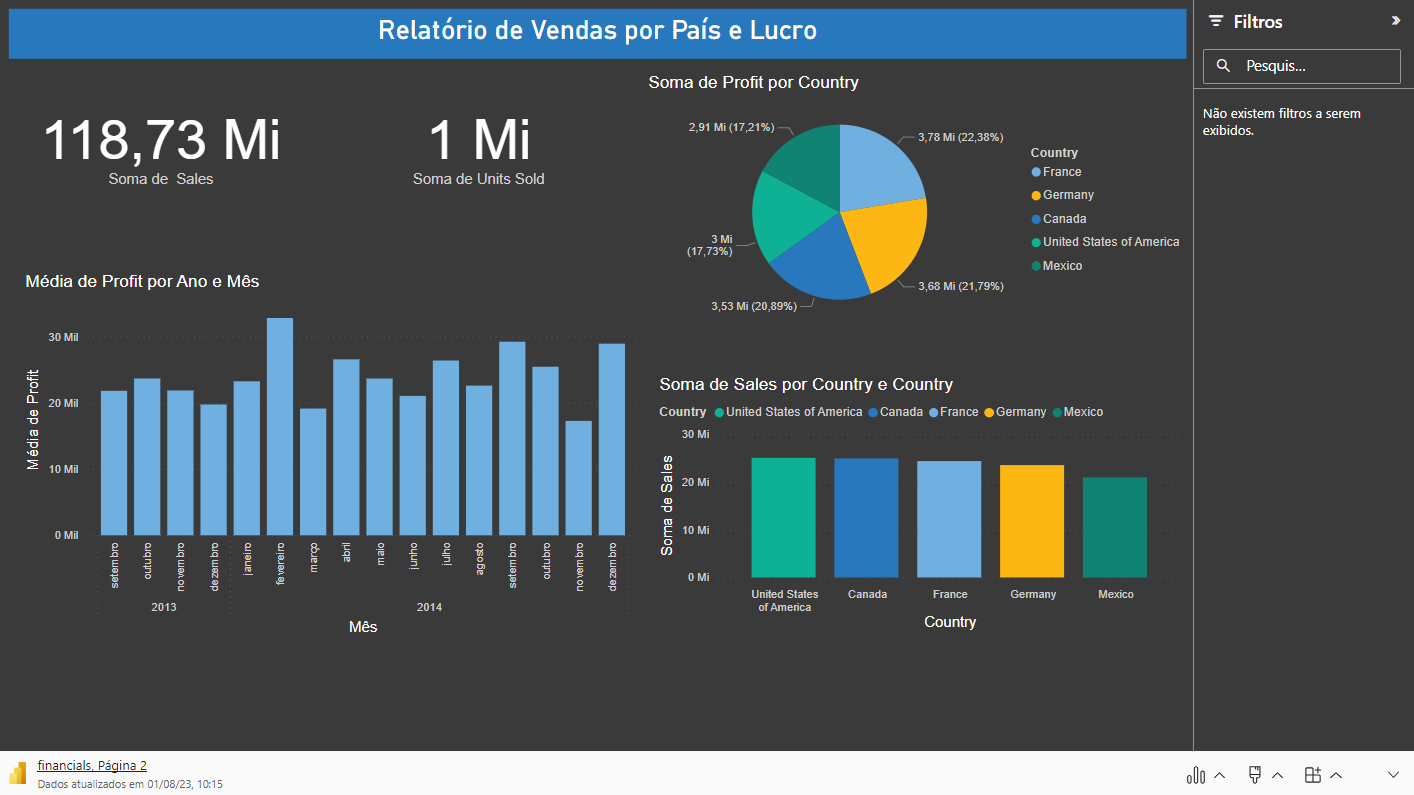 Relatório de Vendas por País e Lucro
118,73 Mi
Soma de Sales
1 Mi
Soma de Units Sold
Soma de Profit por Country
2,91 Mi (17,21%)
3,78 Mi (22,38%)
3 Mi
(17,73%)
3,53 Mi (20,89%)
3,68 Mi (21,79%)
Country
France
Germany
Canada
United States of America
Mexico
Média de Profit por Ano e Mês
Média de Profit
30 Mil
20 Mil
10 Mil
0 Mil
setembro
outubro
novembro
dezembro
janeiro
fevereiro
março
abril
maio
junho
julho
agosto
setembro
outubro
novembro
dezembro
2013
2014
Mês
Soma de Sales por Country e Country
Country United States of America Canada France Germany Mexico
Soma de Sales
30 Mi
20 Mi
10 Mi
0 Mi
United States
of America
Canada
France
Germany
Mexico
Country
Filtros
Pesquis...
Não existem filtros a serem
exibidos.
financials, Página 2
Dados atualizados em 01/08/23, 10:15